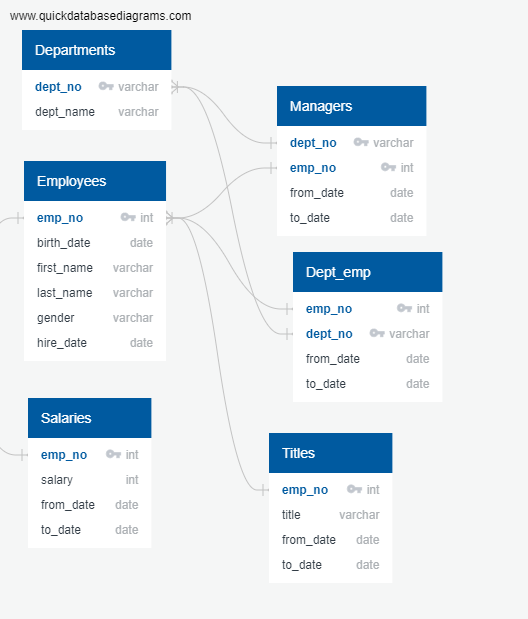 www.quickdatabasediagrams.com
Departments
dept_no varchar
dept_name varchar
Managers
dept_no varchar
emp_no int
from_date date
to_date date
Employees
emp_no int
birth_date date
first_name varchar
last_name varchar
gender varchar
hire_date date
Dept_emp
emp_no int
dept_no varchar
from_date date
to_date date
Salaries
emp_no int
salary int
from_date date
to_date date
Titles
emp_no int
title varchar
from_date date
to_date date